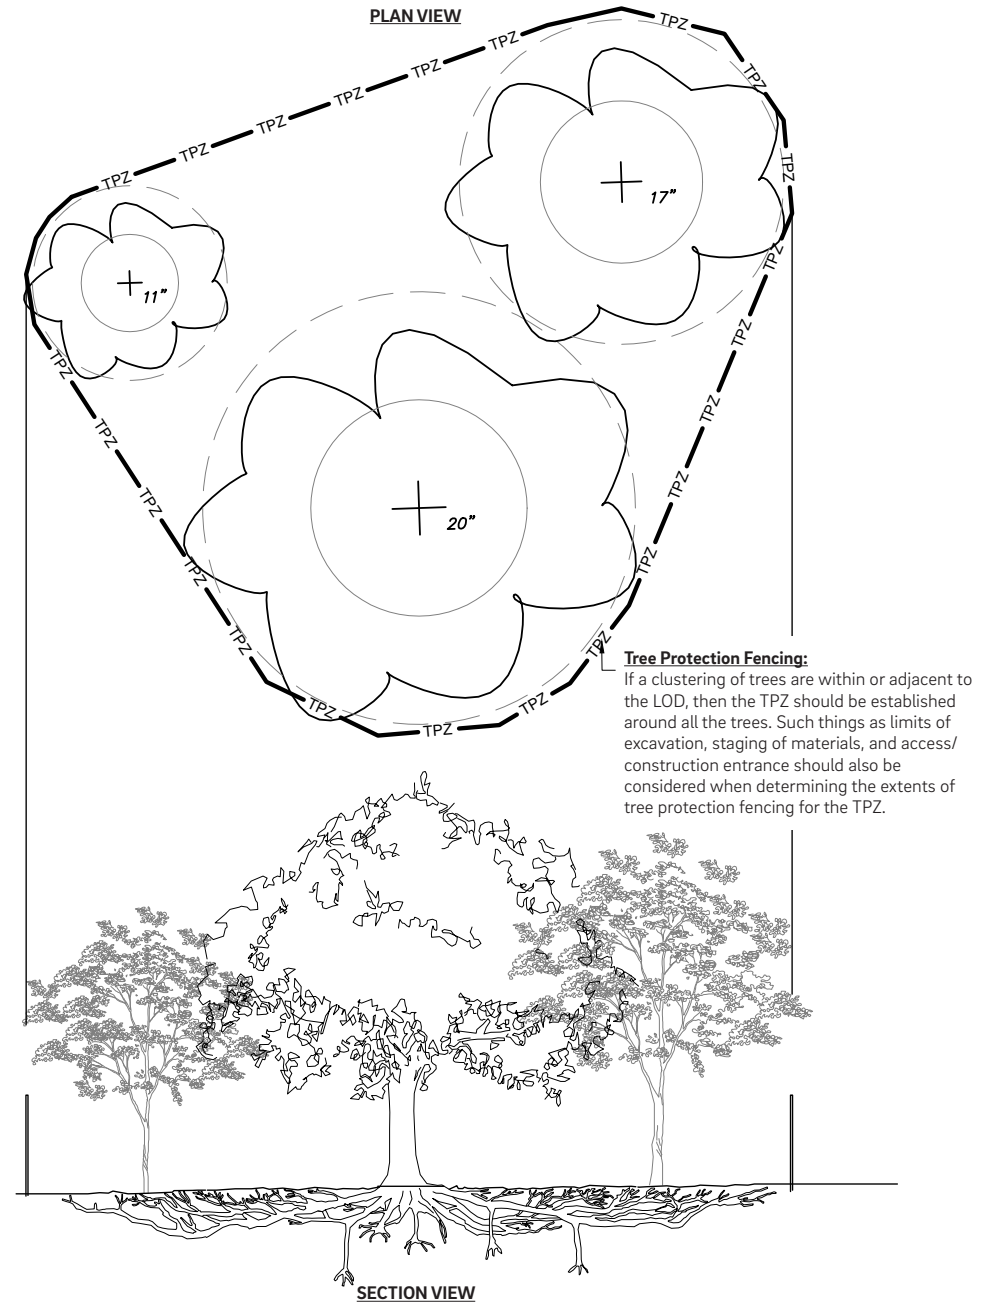 PLAN VIEW
TPZ
TPZ
TPZ
TPZ
TPZ
TPZ
TPZ
TPZ
TPZ
17”
TPZ
11”
TPZ
TPZ
TPZ
TPZ
TPZ
TPZ
20”
TPZ
TPZ
TPZ
TPZ
TPZ
TPZ
TPZ
Tree Protection Fencing:
If a clustering of trees are within or adjacent to
the LOD, then the TPZ should be established
around all the trees. Such things as limits of
excavation, staging of materials, and access/
construction entrance should also be
considered when determining the extents of
tree protection fencing for the TPZ.
SECTION VIEW